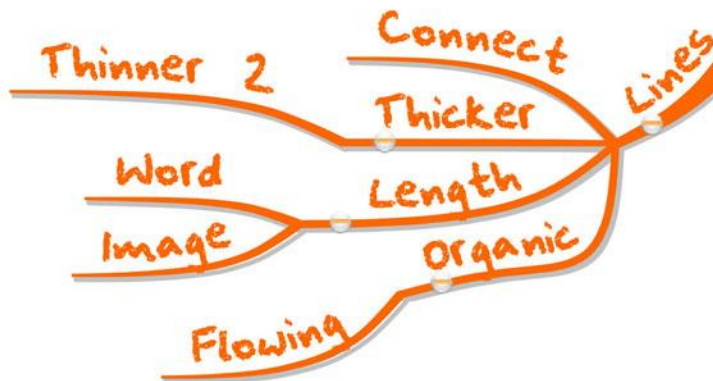 Lines
Connect
Thicker
Thinner 2
Length
Word
Image
Organic
Flowing